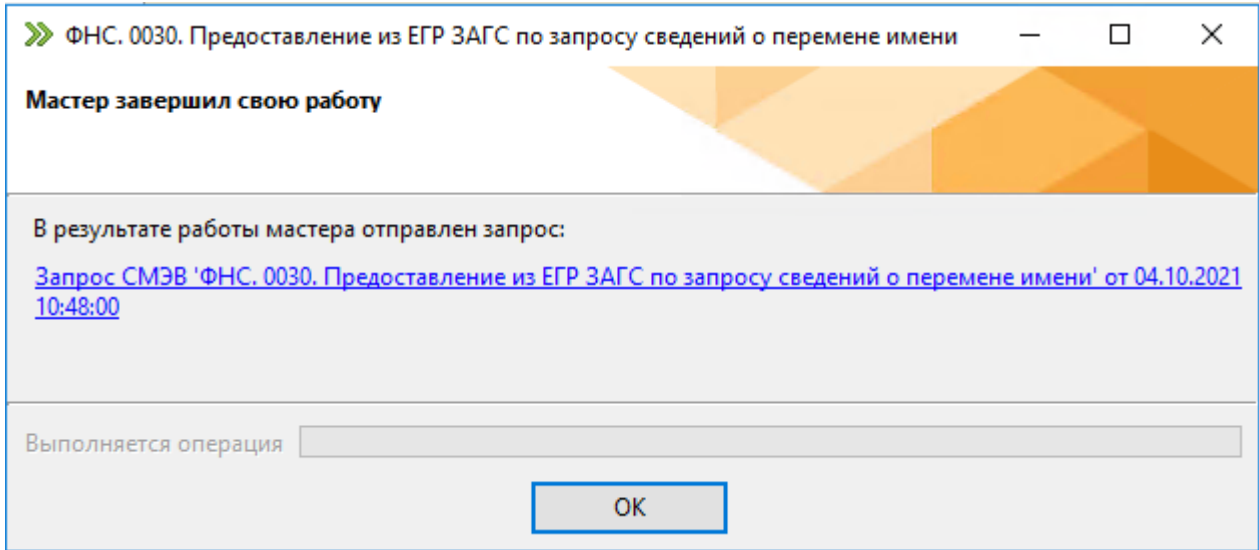 ФНС. 0030. Предоставление из ЕГР ЗАГС по запросу сведений о перемене имени
Мастер завершил свою работу
В результате работы мастера отправлен запрос:
Запрос СМЭВ 'ФНС. 0030. Предоставление из ЕГР ЗАГС по запросу сведений о перемене имени' от 04.10.2021
10:48:00
Выполняется операция
ОК